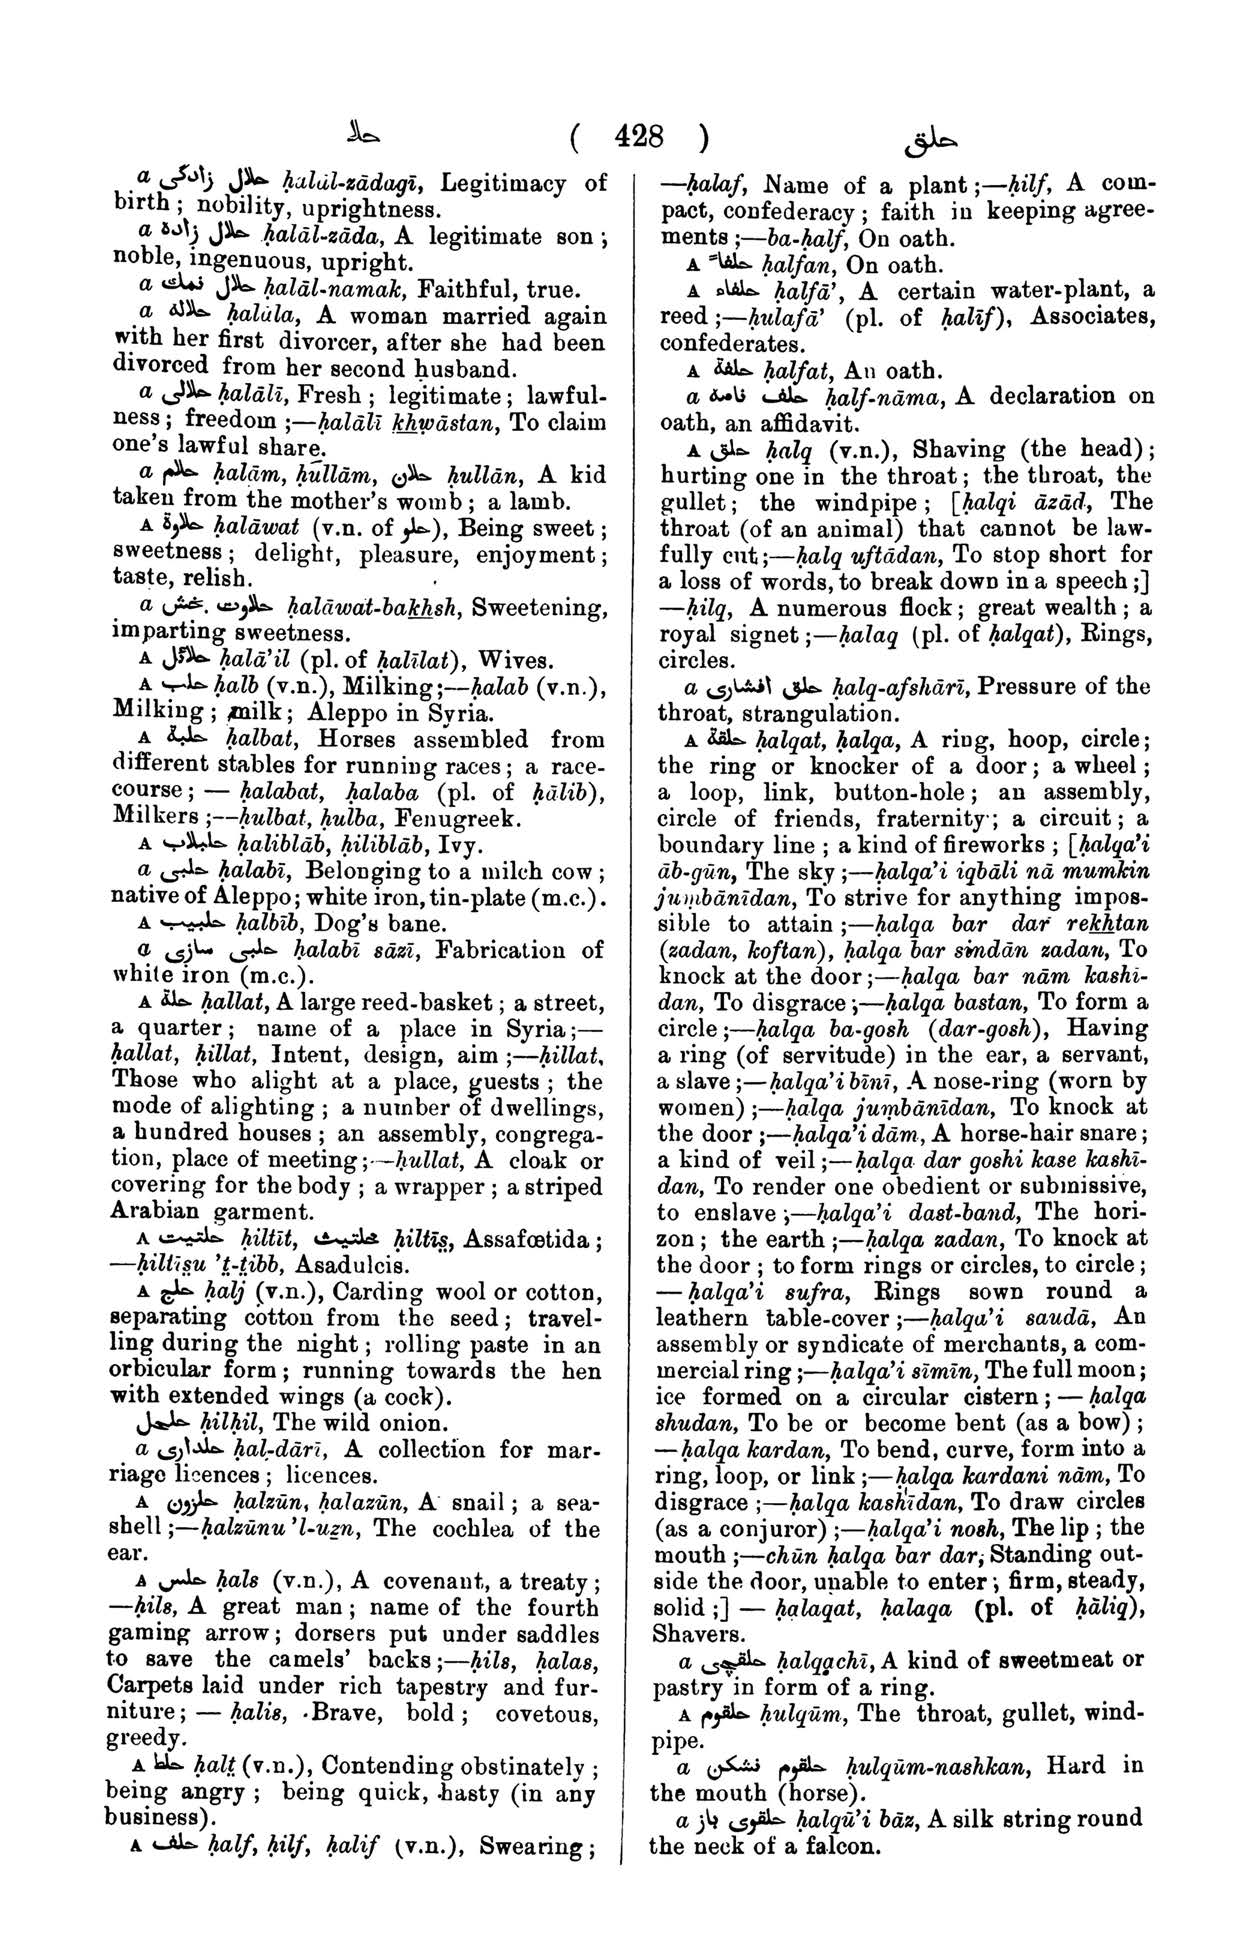 حلا ( 428 ) حلق
a حلال زادگی ḥalāl-zādagī, Legitimacy of
birth ; nobility, uprightness.
a حلال زاده ḥalāl-zāda, A legitimate son ;
noble, ingenuous, upright.
a حلال نمك ḥalāl-namak, Faithful, true.
a حلاله ḥalāla, A woman married again
with her first divorcer, after she had been
divorced from her second husband.
a حلالی ḥalālī, Fresh ; legitimate ; lawful-
ness ; freedom ;—ḥalālī khwāstan, To claim
one's lawful share.
a حلام ḥalām, ḥullām, حلان ḥullān, A kid
taken from the mother's womb ; a lamb.
A حلاوة ḥalāwat (v.n. of حلو), Being sweet ;
sweetness ; delight, pleasure, enjoyment ;
taste, relish.
a حلاوت بخش ḥalāwat-bakhsh, Sweetening,
imparting sweetness.
A حلائل ḥalā'il (pl. of ḥalīlat), Wives.
A حلب ḥalb (v.n.), Milking;—ḥalab (v.n.),
Milking ; milk ; Aleppo in Syria.
A حلبة ḥalbat, Horses assembled from
different stables for running races ; a race-
course ; — ḥalabat, ḥalaba (pl. of ḥālib),
Milkers ;—ḥulbat, ḥulba, Fenugreek.
A حلبلاب ḥaliblāb, ḥiliblāb, Ivy.
a حلبی ḥalabī, Belonging to a milch cow ;
native of Aleppo; white iron, tin-plate (m.c.).
A حلبيب ḥalbīb, Dog's bane.
a حلبی سازی ḥalabī sāzī, Fabrication of
white iron (m.c.).
A حلة ḥallat, A large reed-basket ; a street,
a quarter ; name of a place in Syria;—
ḥallat, ḥillat, Intent, design, aim ;—ḥillat,
Those who alight at a place, guests ; the
mode of alighting ; a number of dwellings,
a hundred houses ; an assembly, congrega-
tion, place of meeting;—ḥullat, A cloak or
covering for the body ; a wrapper ; a striped
Arabian garment.
A حلتيت ḥiltīt, حلتيث ḥiltīs̤, Assafœtida ;
—ḥiltīs̤u 't̤-t̤ibb, Asadulcis.
A حلج ḥalj (v.n.), Carding wool or cotton,
separating cotton from the seed ; travel-
ling during the night ; rolling paste in an
orbicular form ; running towards the hen
with extended wings (a cock).
حلحل ḥilḥil, The wild onion.
a حلداری ḥal-dārī, A collection for mar-
riage licences ; licences.
A حلزون ḥalzūn, ḥalazūn, A snail ; a sea-
shell ;—ḥalzūnu 'l-uẕn, The cochlea of the
ear.
A حلس ḥals (v.n.), A covenant, a treaty ;
—ḥils, A great man ; name of the fourth
gaming arrow ; dorsers put under saddles
to save the camels' backs ;—ḥils, ḥalas,
Carpets laid under rich tapestry and fur-
niture ; — ḥalis, Brave, bold ; covetous,
greedy.
A حلط ḥalt̤ (v.n.), Contending obstinately ;
being angry ; being quick, hasty (in any
business).
A حلف ḥalf, ḥilf, ḥalif (v.n.), Swearing ;
—ḥalaf, Name of a plant ;—ḥilf, A com-
pact, confederacy ; faith in keeping agree-
ments ;—ba-ḥalf, On oath.
A حلفاً ḥalfan, On oath.
A حلفاء ḥalfā', A certain water-plant, a
reed ;—ḥulafā' (pl. of ḥalīf), Associates,
confederates.
A حلفة ḥalfat, An oath.
a حلف نامه ḥalf-nāma, A declaration on
oath, an affidavit.
A حلق ḥalq (v.n.), Shaving (the head) ;
hurting one in the throat ; the throat, the
gullet ; the windpipe ; [ḥalqi āzād, The
throat (of an animal) that cannot be law-
fully cut ;—ḥalq uftādan, To stop short for
a loss of words, to break down in a speech ;]
—ḥilq, A numerous flock ; great wealth ; a
royal signet ;—ḥalaq (pl. of ḥalqat), Rings,
circles.
a حلق افشاری ḥalq-afshārī, Pressure of the
throat, strangulation.
A حلقة ḥalqat, ḥalqa, A ring, hoop, circle ;
the ring or knocker of a door ; a wheel ;
a loop, link, button-hole ; an assembly,
circle of friends, fraternity ; a circuit ; a
boundary line ; a kind of fireworks ; [ḥalqa'i
āb-gūn, The sky ;—ḥalqa'i iqbāli nā mumkin
jumbānīdan, To strive for anything impos-
sible to attain ;—ḥalqa bar dar rekhtan
(zadan, koftan), ḥalqa bar sindān zadan, To
knock at the door ;—ḥalqa bar nām kashi-
dan, To disgrace ;—ḥalqa bastan, To form a
circle ;—ḥalqa ba-gosh (dar-gosh), Having
a ring (of servitude) in the ear, a servant,
a slave ;—ḥalqa'i bīnī, A nose-ring (worn by
women) ;—ḥalqa jumbānīdan, To knock at
the door ;—ḥalqa'i dām, A horse-hair snare ;
a kind of veil ;—ḥalqa dar goshi kase kashī-
dan, To render one obedient or submissive,
to enslave ;—ḥalqa'i dast-band, The hori-
zon ; the earth ;—ḥalqa zadan, To knock at
the door ; to form rings or circles, to circle ;
—ḥalqa'i sufra, Rings sown round a
leathern table-cover ;—ḥalqa'i saudā, An
assembly or syndicate of merchants, a com-
mercial ring ;—ḥalqa'i sīmīn, The full moon ;
ice formed on a circular cistern ; — ḥalqa
shudan, To be or become bent (as a bow) ;
—ḥalqa kardan, To bend, curve, form into a
ring, loop, or link ;—ḥalqa kardani nām, To
disgrace ;—ḥalqa kashīdan, To draw circles
(as a conjuror) ;—ḥalqa'i nosh, The lip ; the
mouth ;—chūn ḥalqa bar dar, Standing out-
side the door, unable to enter ; firm, steady,
solid ;] — ḥalaqat, ḥalaqa (pl. of ḥāliq),
Shavers.
a حلقچی ḥalqachī, A kind of sweetmeat or
pastry in form of a ring.
A حلقوم ḥulqūm, The throat, gullet, wind-
pipe.
a حلقوم نشكن ḥulqūm-nashkan, Hard in
the mouth (horse).
a حلقوی باز ḥalqū'i bāz, A silk string round
the neck of a falcon.